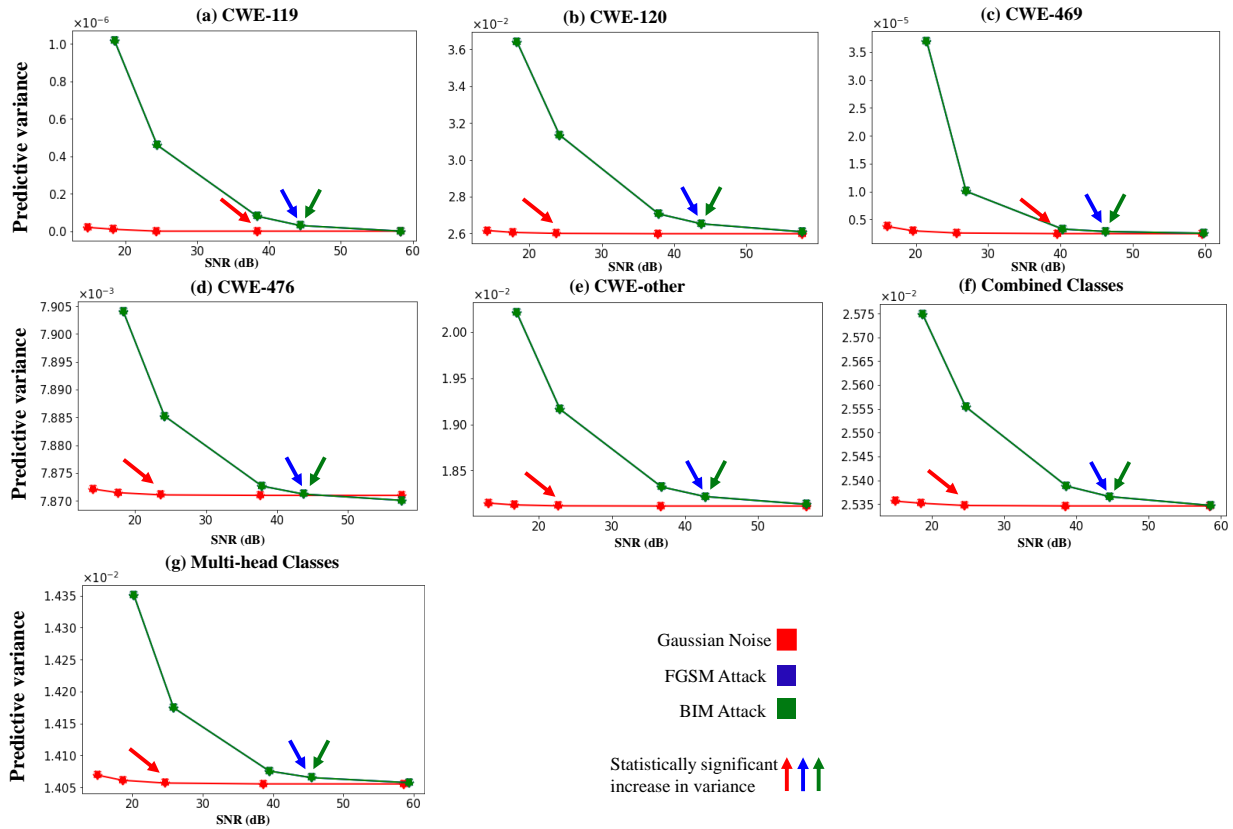 (a) CWE-119
×10⁻⁶
1.0
0.8
0.6
0.4
0.2
0.0
20 30 40 50 60
SNR (dB)
Predictive variance
(b) CWE-120
×10⁻²
3.6
3.4
3.2
3.0
2.8
2.6
20 30 40 50
SNR (dB)
(c) CWE-469
×10⁻⁵
3.5
3.0
2.5
2.0
1.5
1.0
0.5
20 30 40 50 60
SNR (dB)
(d) CWE-476
×10⁻³
7.905
7.900
7.895
7.890
7.885
7.880
7.875
7.870
20 30 40 50
SNR (dB)
Predictive variance
(e) CWE-other
×10⁻²
2.00
1.95
1.90
1.85
20 30 40 50
SNR (dB)
(f) Combined Classes
×10⁻²
2.575
2.570
2.565
2.560
2.555
2.550
2.545
2.540
2.535
20 30 40 50 60
SNR (dB)
(g) Multi-head Classes
×10⁻²
1.435
1.430
1.425
1.420
1.415
1.410
1.405
20 30 40 50 60
SNR (dB)
Predictive variance
Gaussian Noise
FGSM Attack
BIM Attack
Statistically significant
increase in variance